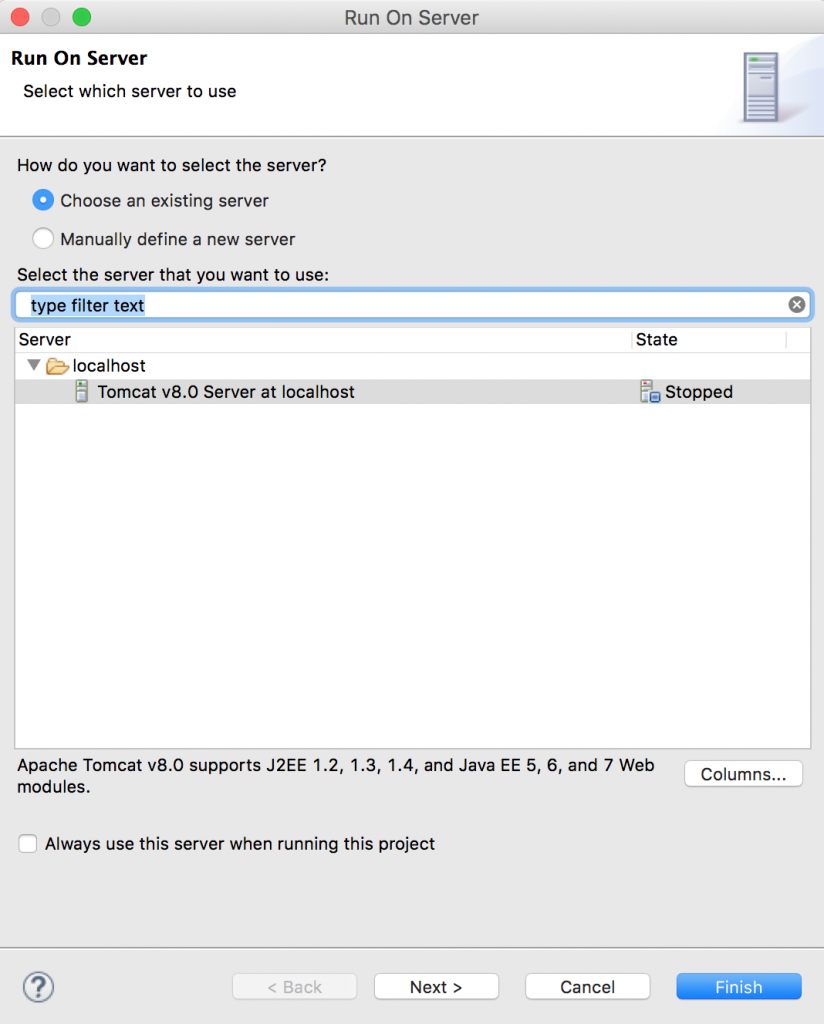 Run On Server
Run On Server
Select which server to use
How do you want to select the server?
Choose an existing server
Manually define a new server
Select the server that you want to use:
type filter text
Server State
localhost
Tomcat v8.0 Server at localhost Stopped
Apache Tomcat v8.0 supports J2EE 1.2, 1.3, 1.4, and Java EE 5, 6, and 7 Web
modules.
Columns...
Always use this server when running this project
? < Back Next > Cancel Finish